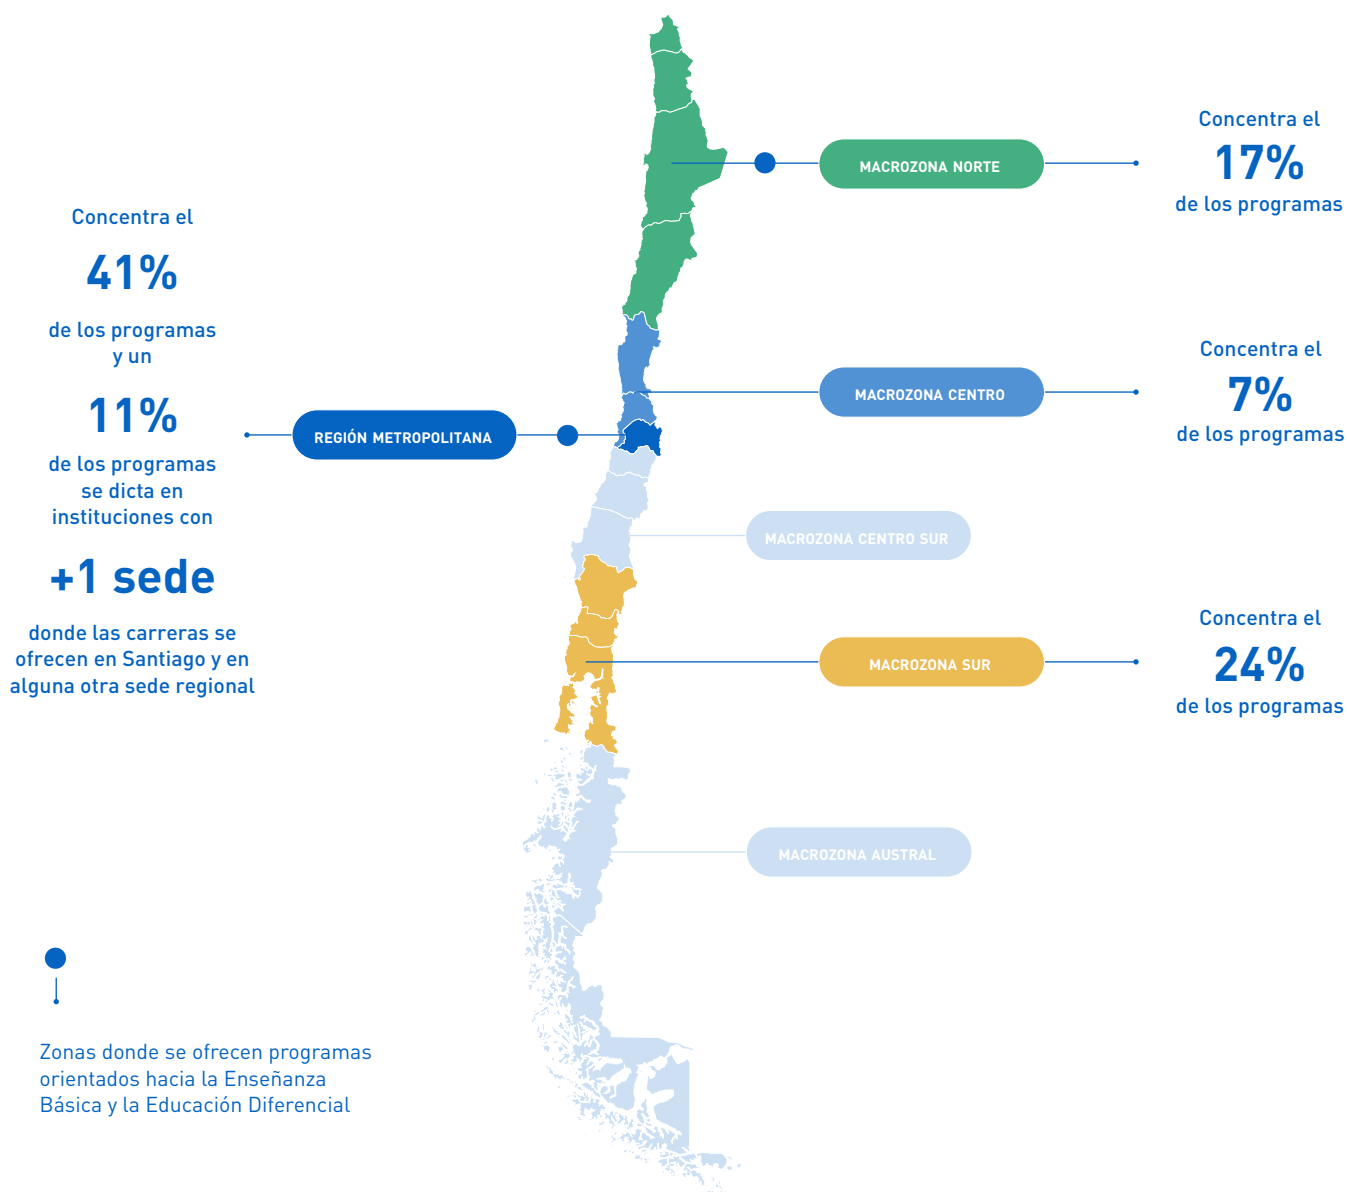 Concentra el
41%
de los programas
y un
11%
de los programas
se dicta en
instituciones con
+1 sede
donde las carreras se
ofrecen en Santiago y en
alguna otra sede regional
REGIÓN METROPOLITANA
MACROZONA NORTE
Concentra el
17%
de los programas
MACROZONA CENTRO
Concentra el
7%
de los programas
MACROZONA CENTRO SUR
MACROZONA SUR
Concentra el
24%
de los programas
MACROZONA AUSTRAL
Zonas donde se ofrecen programas
orientados hacia la Enseñanza
Básica y la Educación Diferencial